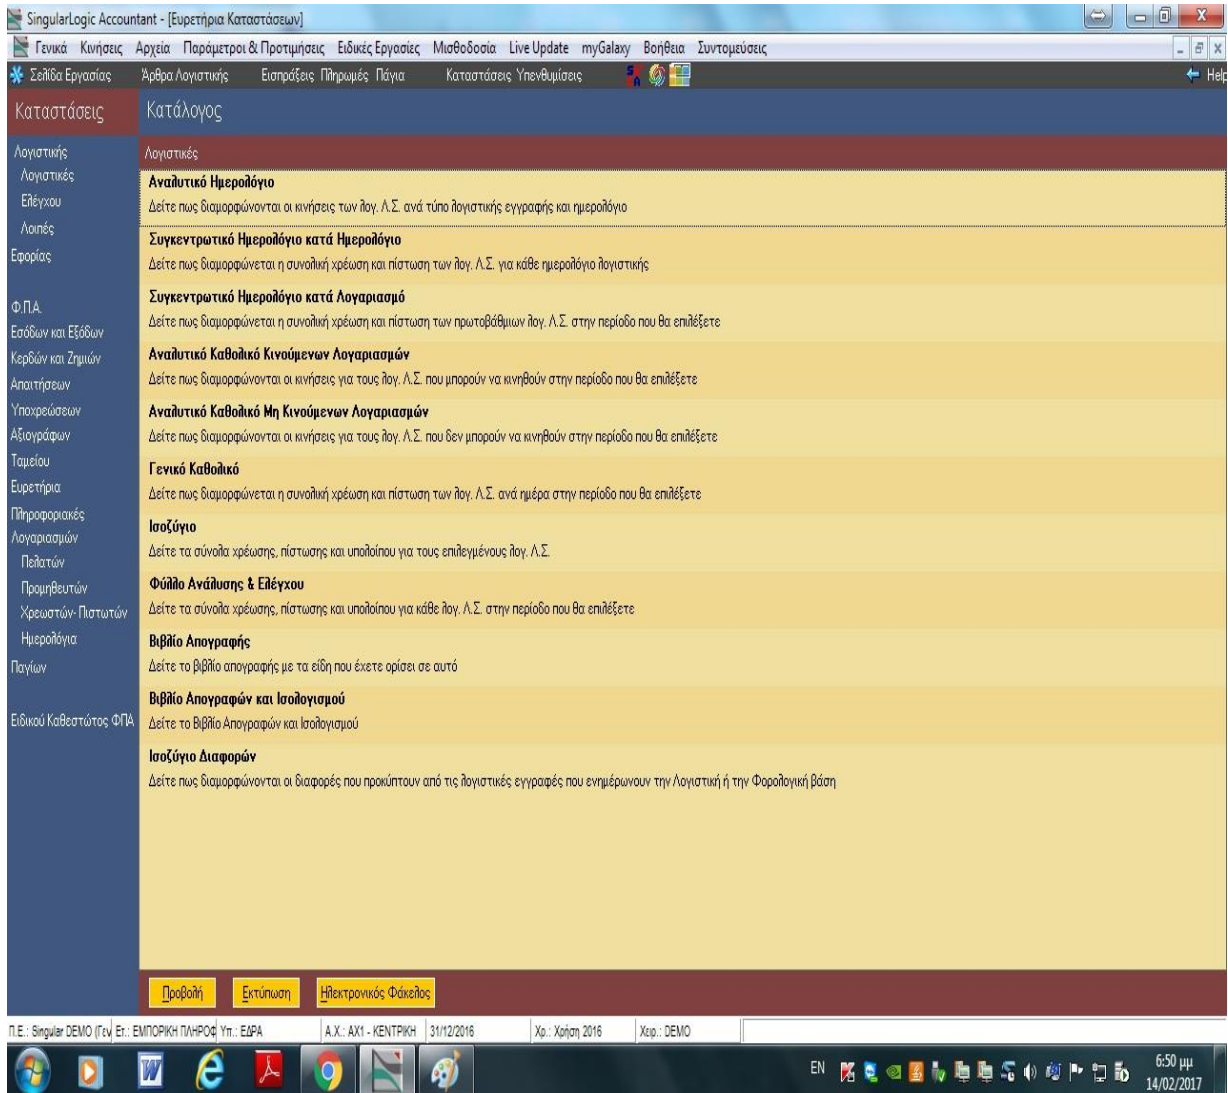 SingularLogic Accountant - [Ευρετήρια Καταστάσεων]
Γενικά Κινήσεις Αρχεία Παράμετροι & Προτιμήσεις Ειδικές Εργασίες Μισθοδοσία Live Update myGalaxy Βοήθεια Συντομεύσεις
Σελίδα Εργασίας Άρθρα Λογιστικής Εισπράξεις Πληρωμές Πάγια Καταστάσεις Υπενθυμίσεις Help
Καταστάσεις
Κατάλογος
Λογιστικής
Λογιστικές
Ελέγχου
Λοιπές
Εφορίας
Φ.Π.Α.
Εσόδων και Εξόδων
Κερδών και Ζημιών
Απαιτήσεων
Υποχρεώσεων
Αξιογράφων
Ταμείου
Ευρετήρια
Πληροφοριακές
Λογαριασμών
Πελατών
Προμηθευτών
Χρεωστών- Πιστωτών
Ημερολόγια
Παγίων
Ειδικού Καθεστώτος ΦΠΑ
Λογιστικές
Αναλυτικό Ημερολόγιο
Δείτε πως διαμορφώνονται οι κινήσεις των λογ. Λ.Σ. ανά τύπο λογιστικής εγγραφής και ημερολόγιο
Συγκεντρωτικό Ημερολόγιο κατά Ημερολόγιο
Δείτε πως διαμορφώνεται η συνολική χρέωση και πίστωση των λογ. Λ.Σ. για κάθε ημερολόγιο λογιστικής
Συγκεντρωτικό Ημερολόγιο κατά Λογαριασμό
Δείτε πως διαμορφώνεται η συνολική χρέωση και πίστωση των πρωτοβάθμιων λογ. Λ.Σ. στην περίοδο που θα επιλέξετε
Αναλυτικό Καθολικό Κινούμενων Λογαριασμών
Δείτε πως διαμορφώνονται οι κινήσεις για τους λογ. Λ.Σ. που μπορούν να κινηθούν στην περίοδο που θα επιλέξετε
Αναλυτικό Καθολικό Μη Κινούμενων Λογαριασμών
Δείτε πως διαμορφώνονται οι κινήσεις για τους λογ. Λ.Σ. που δεν μπορούν να κινηθούν στην περίοδο που θα επιλέξετε
Γενικό Καθολικό
Δείτε πως διαμορφώνεται η συνολική χρέωση και πίστωση των λογ. Λ.Σ. ανά ημέρα στην περίοδο που θα επιλέξετε
Ισοζύγιο
Δείτε τα σύνολα χρέωσης, πίστωσης και υπολοίπου για τους επιλεγμένους λογ. Λ.Σ.
Φύλλο Ανάλυσης & Ελέγχου
Δείτε τα σύνολα χρέωσης, πίστωσης και υπολοίπου για κάθε λογ. Λ.Σ. στην περίοδο που θα επιλέξετε
Βιβλίο Απογραφής
Δείτε το βιβλίο απογραφής με τα είδη που έχετε ορίσει σε αυτό
Βιβλίο Απογραφών και Ισολογισμού
Δείτε το Βιβλίο Απογραφών και Ισολογισμού
Ισοζύγιο Διαφορών
Δείτε πως διαμορφώνονται οι διαφορές που προκύπτουν από τις λογιστικές εγγραφές που ενημέρωνουν την Λογιστική ή την Φορολογική βάση
Προβολή Εκτύπωση Ηλεκτρονικός Φάκελος
Π.Ε.: Singular DEMO (Γεν Ετ.: ΕΜΠΟΡΙΚΗ ΠΛΗΡΟΦ Υπ.: ΕΔΡΑ Α.Χ.: ΑΧ1 - ΚΕΝΤΡΙΚΗ 31/12/2016 Χρ.: Χρήση 2016 Χειρ.: DEMO
EN 6:50 μμ
14/02/2017